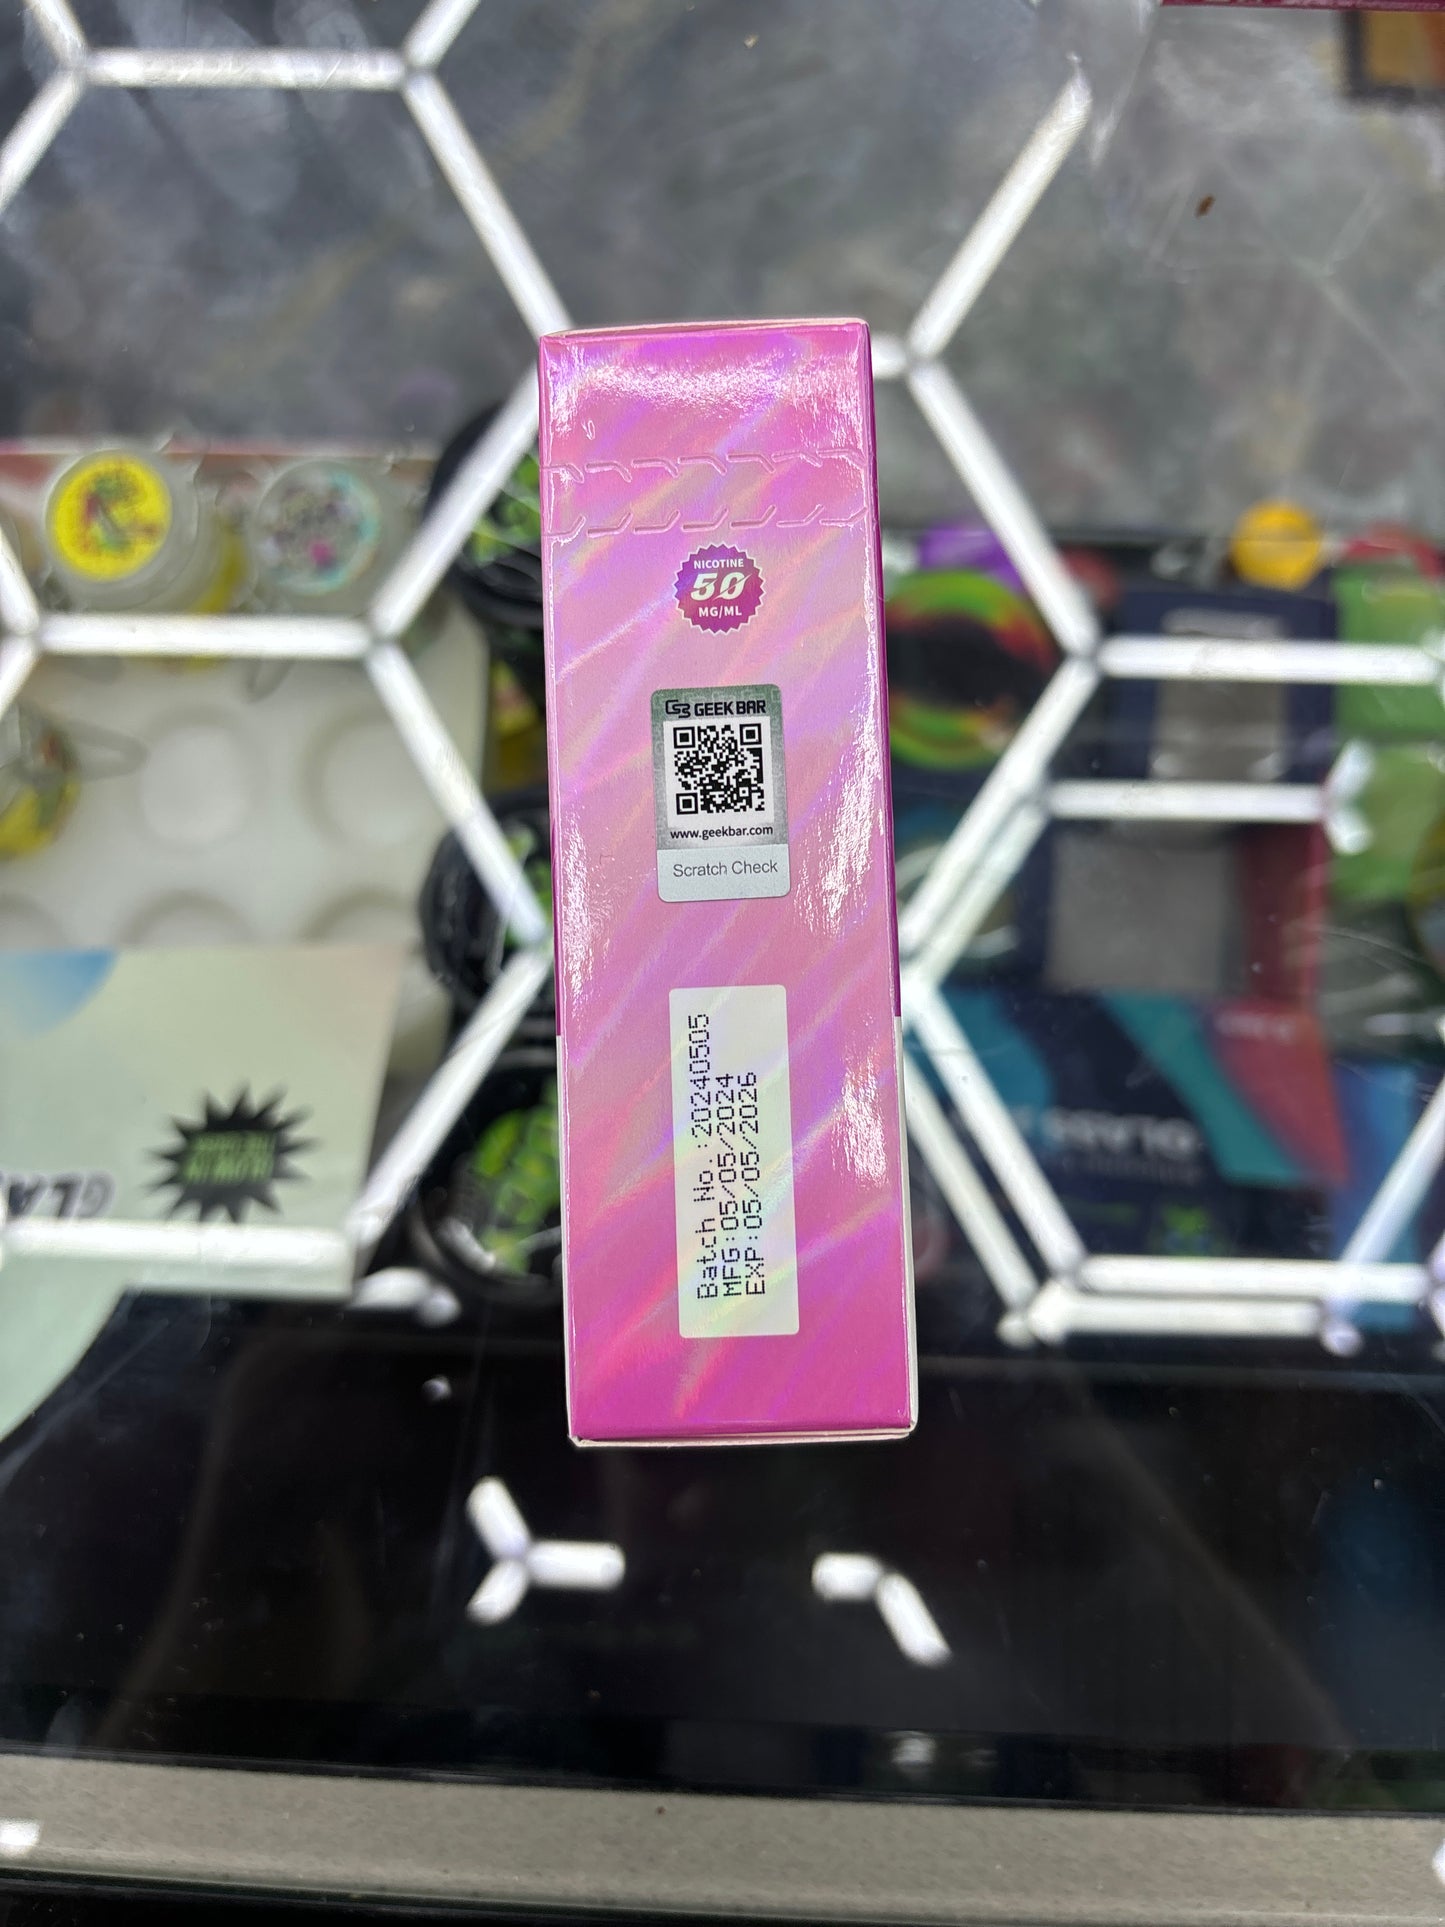 NICOTINE
50
MG/ML
GEEK BAR
www.geekbar.com
Scratch Check
Batch No. :20240505
MFG:05/05/2024
EXP:05/05/2026